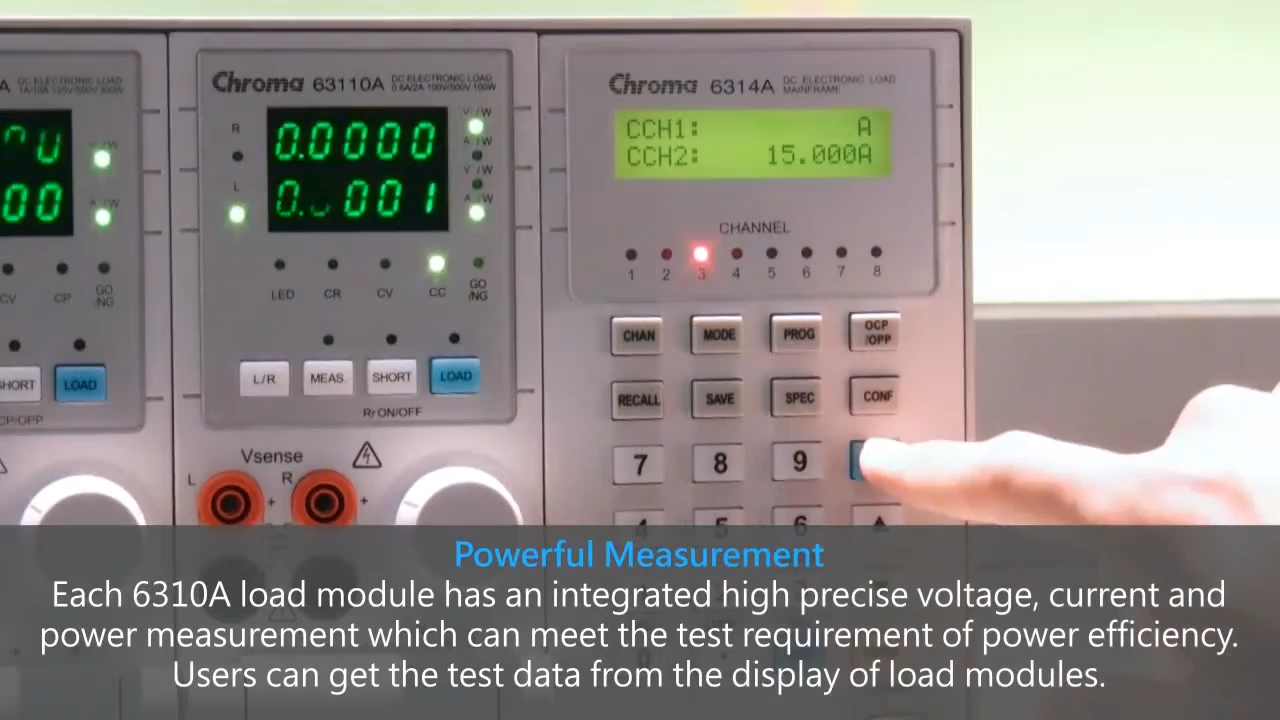 A DC ELECTRONIC LOAD
1A/10A 125V/500V 300W
00
CV CP GO /NG
SHORT LOAD
CP/OPP
Chroma 63110A DC ELECTRONIC LOAD
0.6A/2A 100V/500V 100W
R
L
0.0000
001
V /W
A /W
V /W
A /W
LED CR CV CC GO /NG
L/R MEAS. SHORT LOAD
Rr ON/OFF
Vsense
L R + +
Chroma 6314A DC ELECTRONIC LOAD
MAINFRAME
CCH1: A
CCH2: 15.000A
CHANNEL
1 2 3 4 5 6 7 8
CHAN MODE PROG OCP /OPP
RECALL SAVE SPEC CONF
7 8 9
4 5 6 ▲
Powerful Measurement
Each 6310A load module has an integrated high precise voltage, current and
power measurement which can meet the test requirement of power efficiency.
Users can get the test data from the display of load modules.